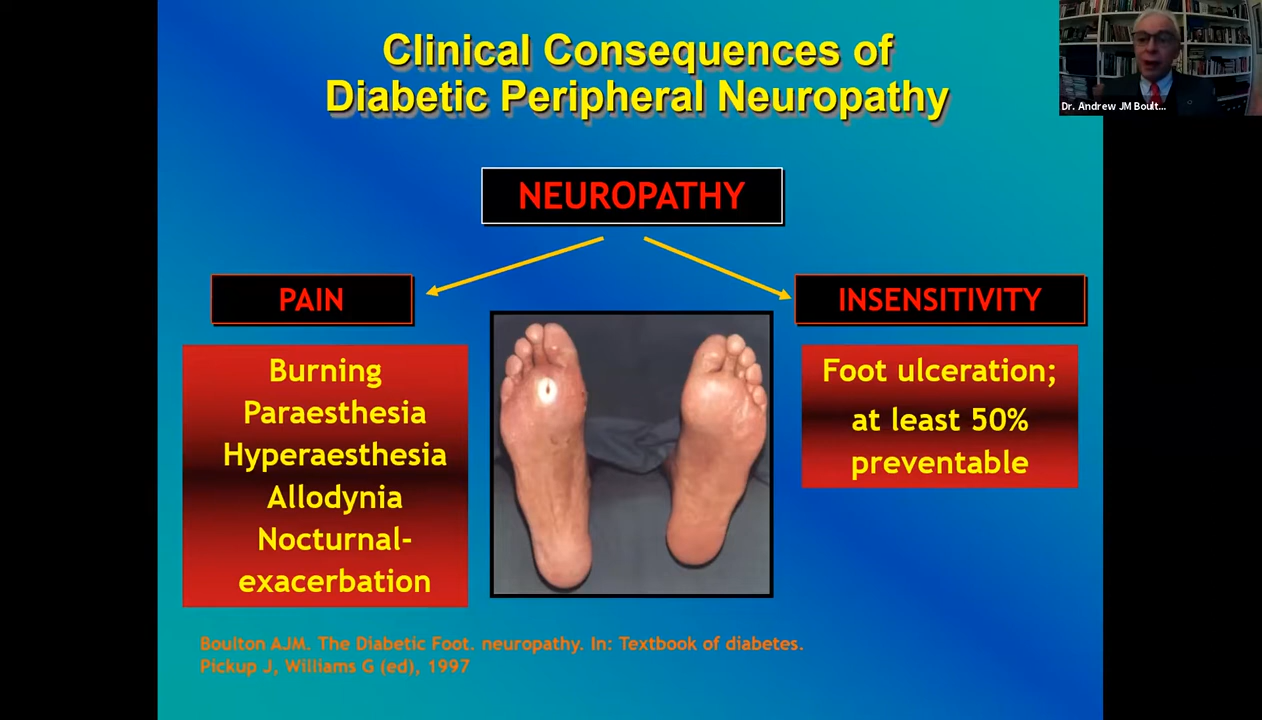 Clinical Consequences of
Diabetic Peripheral Neuropathy
Dr. Andrew JM Boult...
NEUROPATHY
PAIN
INSENSITIVITY
Burning
Paraesthesia
Hyperaesthesia
Allodynia
Nocturnal-
exacerbation
Foot ulceration;
at least 50%
preventable
Boulton AJM. The Diabetic Foot. neuropathy. In: Textbook of diabetes.
Pickup J, Williams G (ed), 1997